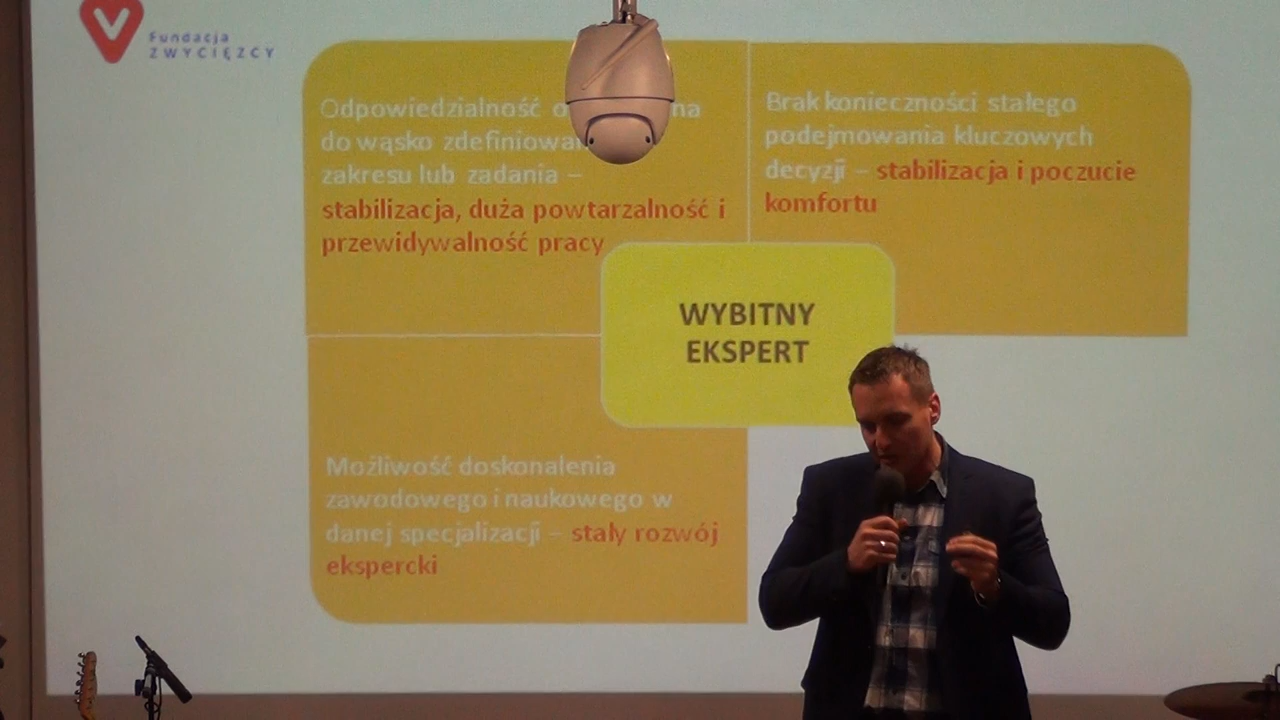 Fundacja
ZWYCIĘZCY
Odpowiedzialność na
do wąsko
zakresu lub zadania –
stabilizacja, duża powtarzalność i
przewidywalność pracy
Brak konieczności stałego
podejmowania kluczowych
decyzji – stabilizacja i poczucie
komfortu
WYBITNY
EKSPERT
Możliwość doskonalenia
zawodowego i naukowego w
danej specjalizacji – stały rozwój
ekspercki